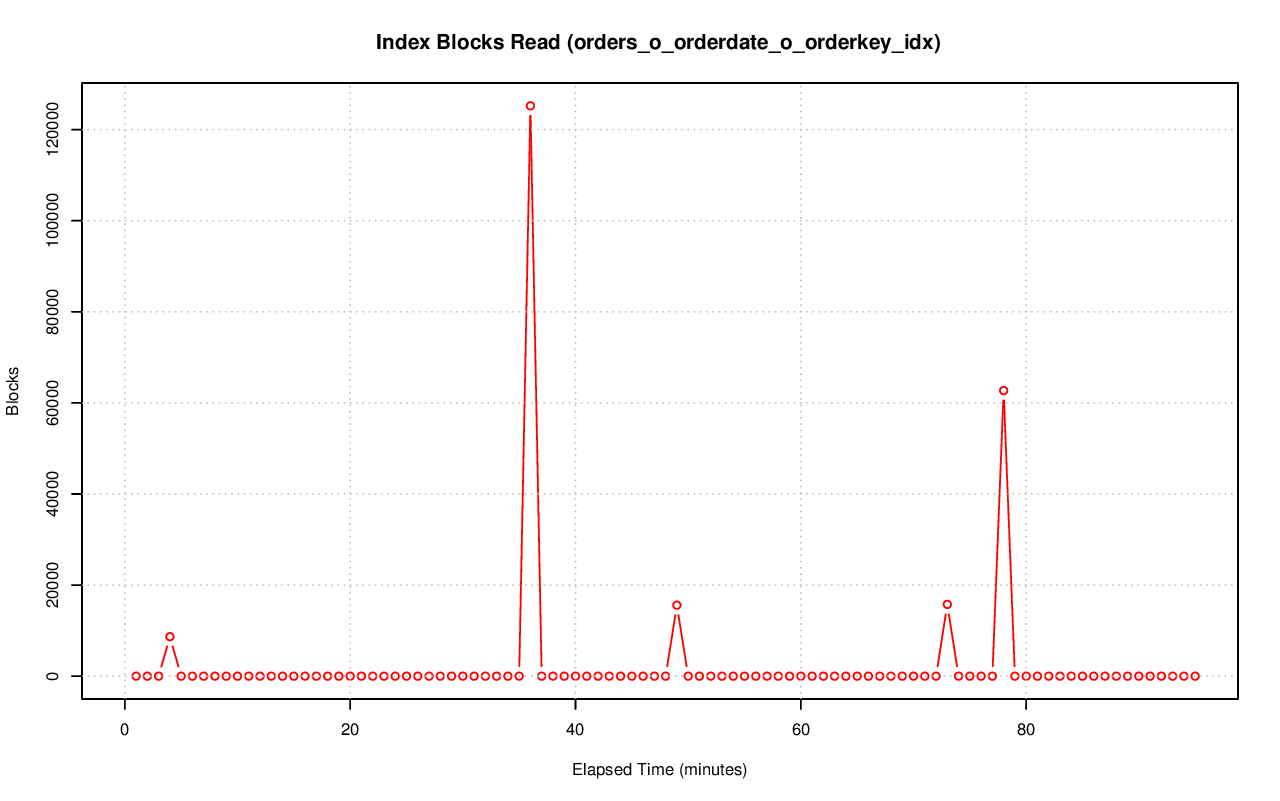 Index Blocks Read (orders_o_orderdate_o_orderkey_idx)
120000
100000
80000
60000
40000
20000
0
Blocks
0 20 40 60 80
Elapsed Time (minutes)